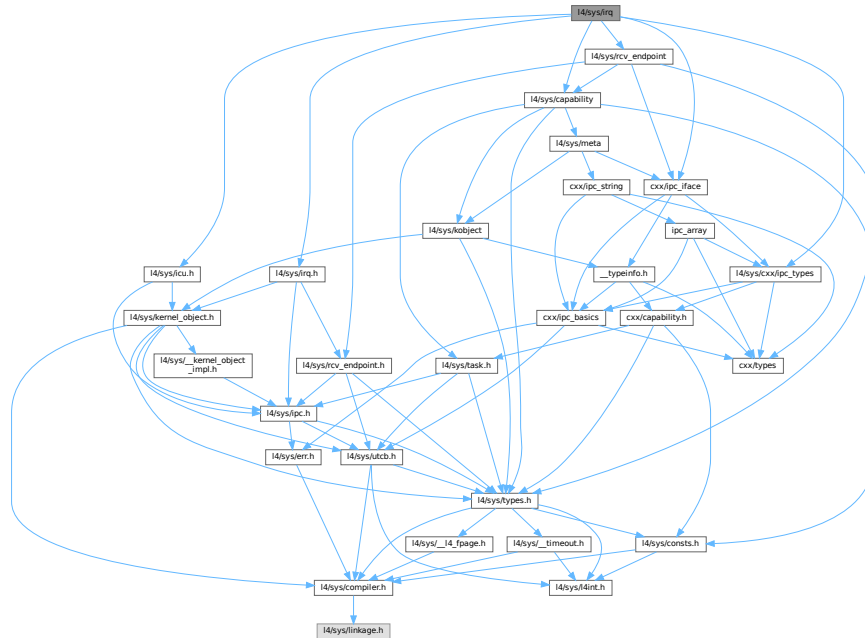 l4/sys/irq
l4/sys/rcv_endpoint
l4/sys/capability
l4/sys/meta
cxx/ipc_string
cxx/ipc_iface
l4/sys/kobject
ipc_array
l4/sys/icu.h
l4/sys/irq.h
__typeinfo.h
l4/sys/cxx/ipc_types
l4/sys/kernel_object.h
cxx/ipc_basics
cxx/capability.h
l4/sys/__kernel_object
_impl.h
l4/sys/rcv_endpoint.h
l4/sys/task.h
cxx/types
l4/sys/ipc.h
l4/sys/err.h
l4/sys/utcb.h
l4/sys/types.h
l4/sys/__l4_fpage.h
l4/sys/__timeout.h
l4/sys/consts.h
l4/sys/compiler.h
l4/sys/l4int.h
l4/sys/linkage.h